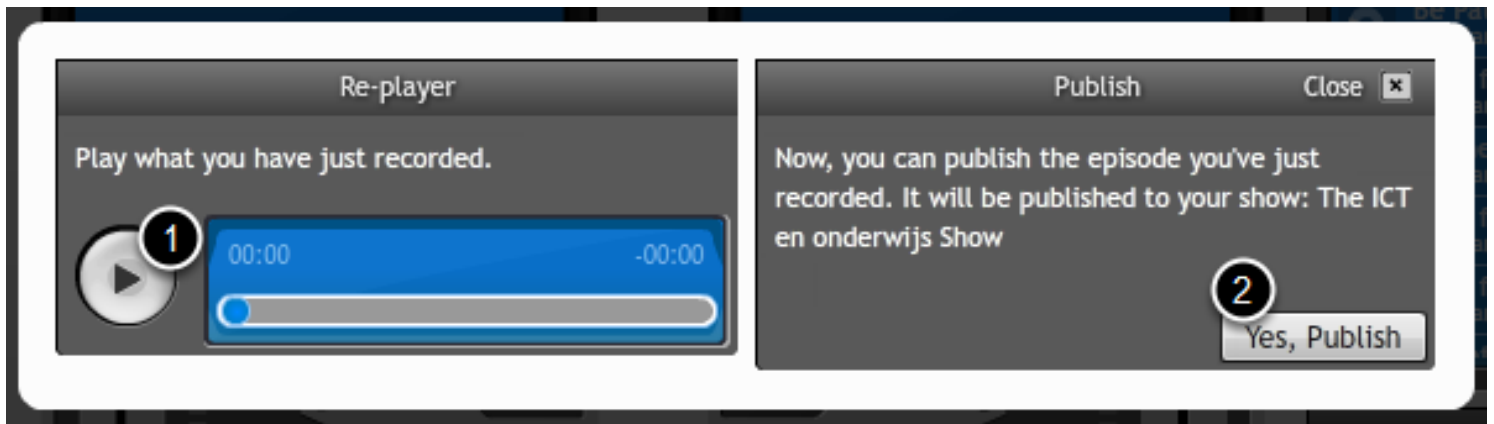 Re-player
Play what you have just recorded.
1
00:00 -00:00
Publish
Close
Now, you can publish the episode you've just
recorded. It will be published to your show: The ICT
en onderwijs Show
2
Yes, Publish